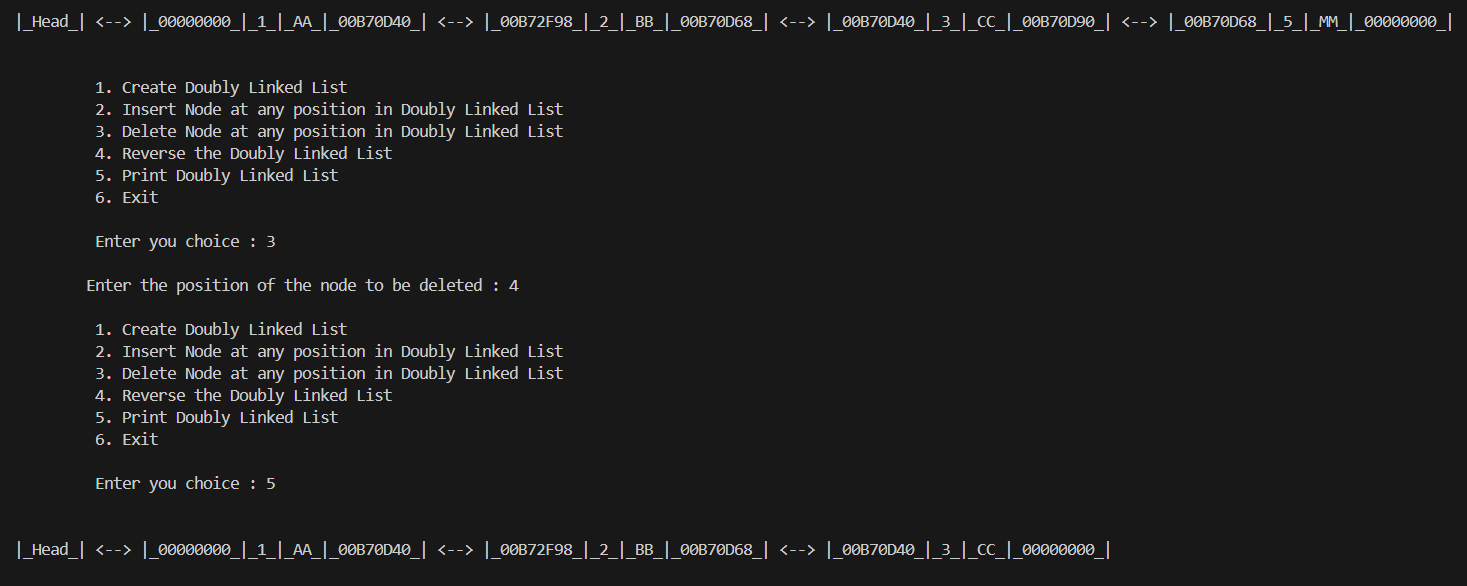 |_Head_| <--> |_00000000_|_1_|_AA_|_00B70D40_| <--> |_00B72F98_|_2_|_BB_|_00B70D68_| <--> |_00B70D40_|_3_|_CC_|_00B70D90_| <--> |_00B70D68_|_5_|_MM_|_00000000_|
1. Create Doubly Linked List
2. Insert Node at any position in Doubly Linked List
3. Delete Node at any position in Doubly Linked List
4. Reverse the Doubly Linked List
5. Print Doubly Linked List
6. Exit
Enter you choice : 3
Enter the position of the node to be deleted : 4
1. Create Doubly Linked List
2. Insert Node at any position in Doubly Linked List
3. Delete Node at any position in Doubly Linked List
4. Reverse the Doubly Linked List
5. Print Doubly Linked List
6. Exit
Enter you choice : 5
|_Head_| <--> |_00000000_|_1_|_AA_|_00B70D40_| <--> |_00B72F98_|_2_|_BB_|_00B70D68_| <--> |_00B70D40_|_3_|_CC_|_00000000_|